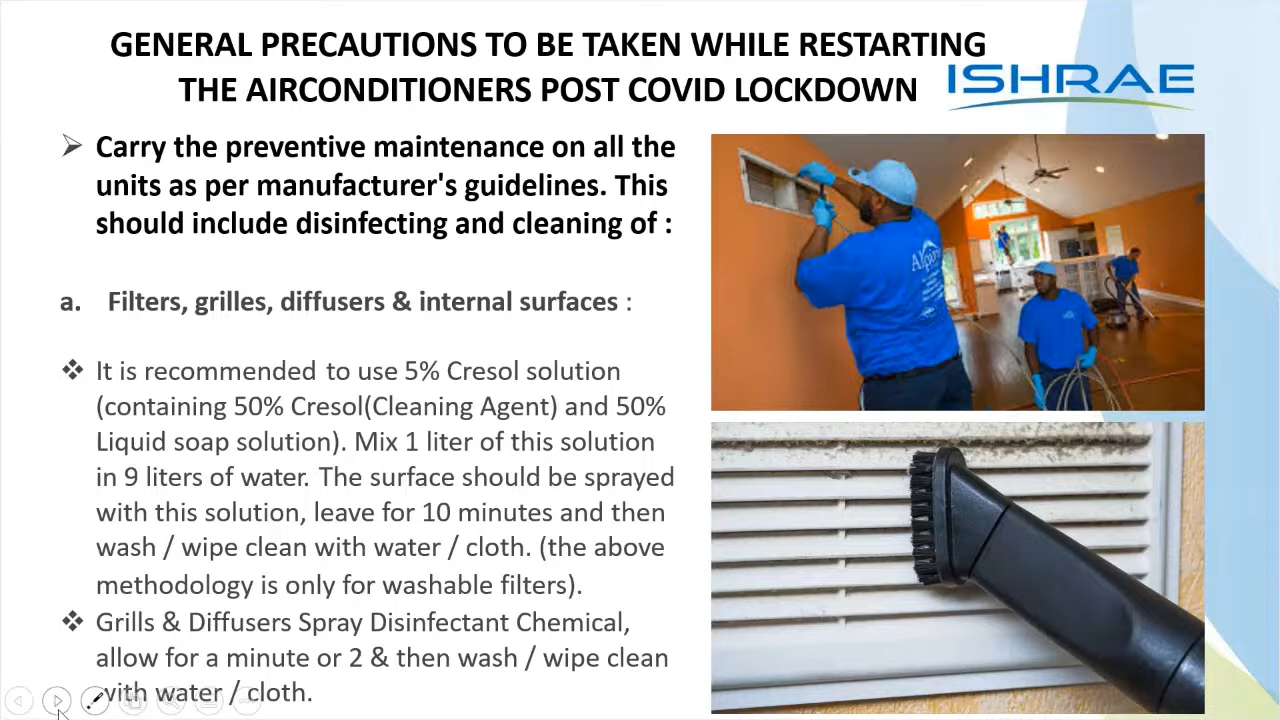 GENERAL PRECAUTIONS TO BE TAKEN WHILE RESTARTING
THE AIRCONDITIONERS POST COVID LOCKDOWN
ISHRAE
➢ Carry the preventive maintenance on all the
units as per manufacturer's guidelines. This
should include disinfecting and cleaning of :
a. Filters, grilles, diffusers & internal surfaces :
❖ It is recommended to use 5% Cresol solution
(containing 50% Cresol(Cleaning Agent) and 50%
Liquid soap solution). Mix 1 liter of this solution
in 9 liters of water. The surface should be sprayed
with this solution, leave for 10 minutes and then
wash / wipe clean with water / cloth. (the above
methodology is only for washable filters).
❖ Grills & Diffusers Spray Disinfectant Chemical,
allow for a minute or 2 & then wash / wipe clean
with water / cloth.